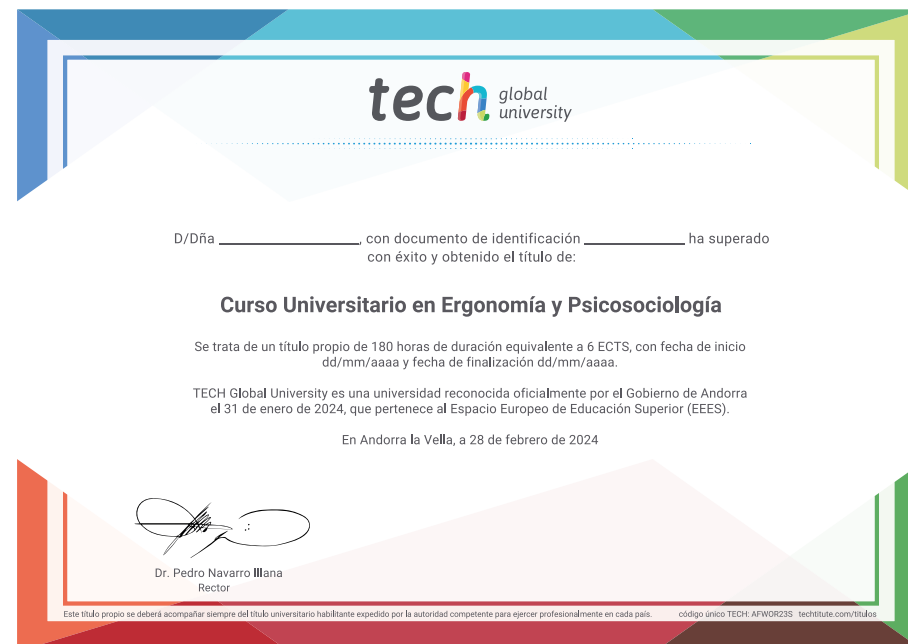 tech global university
D/Dña ____________________, con documento de identificación ______________ ha superado
con éxito y obtenido el título de:
Curso Universitario en Ergonomía y Psicosociología
Se trata de un título propio de 180 horas de duración equivalente a 6 ECTS, con fecha de inicio
dd/mm/aaaa y fecha de finalización dd/mm/aaaa.
TECH Global University es una universidad reconocida oficialmente por el Gobierno de Andorra
el 31 de enero de 2024, que pertenece al Espacio Europeo de Educación Superior (EEES).
En Andorra la Vella, a 28 de febrero de 2024
Dr. Pedro Navarro Illana
Rector
Este título propio se deberá acompañar siempre del título universitario habilitante expedido por la autoridad competente para ejercer profesionalmente en cada país. código único TECH: AFWOR23S techtitute.com/titulos